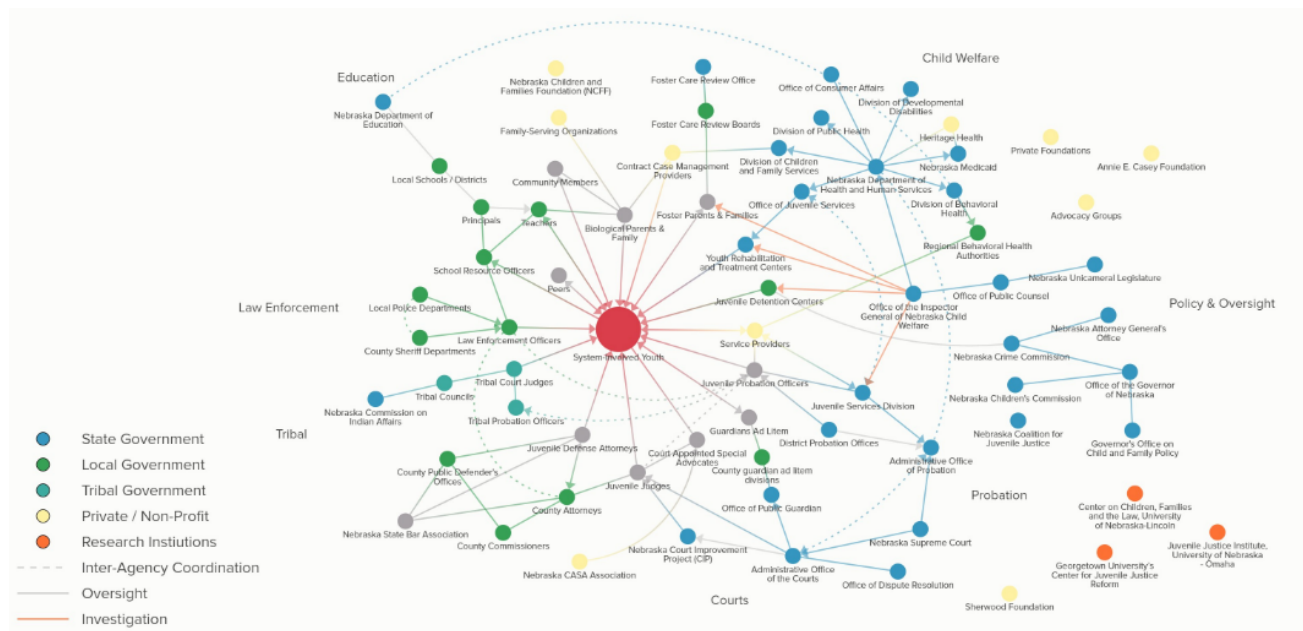 Child Welfare
Education
Nebraska Children and
Families Foundation (NCFF)
Foster Care Review Office
Office of Consumer Affairs
Division of Developmental
Disabilities
Nebraska Department of
Education
Family-Serving Organizations
Foster Care Review Boards
Division of Public Health
Heritage Health
Private Foundations
Annie E. Casey Foundation
Contract Case Management
Providers
Division of Children
and Family Services
Nebraska Medicaid
Local Schools / Districts
Community Members
Nebraska Department of
Health and Human Services
Office of Juvenile Services
Division of Behavioral
Health
Advocacy Groups
Principals
Teachers
Biological Parents &
Family
Foster Parents & Families
Regional Behavioral Health
Authorities
School Resource Officers
Youth Rehabilitation
and Treatment Centers
Nebraska Unicameral Legislature
Peers
Office of Public Counsel
Law Enforcement
Local Police Departments
Juvenile Detention Centers
Office of the Inspector
General of Nebraska Child
Welfare
Policy & Oversight
Nebraska Attorney General's
Office
County Sheriff Departments
Law Enforcement Officers
System-Involved Youth
Service Providers
Nebraska Crime Commission
Tribal Court Judges
Juvenile Probation Officers
Office of the Governor
of Nebraska
Tribal Councils
Nebraska Children's Commission
Nebraska Commission on
Indian Affairs
Juvenile Services Division
Tribal Probation Officers
Tribal
Guardians Ad Litem
District Probation Offices
Nebraska Coalition for
Juvenile Justice
Governor's Office on
Child and Family Policy
State Government
Local Government
Tribal Government
Private / Non-Profit
Research Instiutions
Inter-Agency Coordination
Oversight
Investigation
Juvenile Defense Attorneys
Court Appointed Special
Advocates
County Public Defender's
Offices
County guardian ad litem
divisions
Administrative Office
of Probation
Juvenile Judges
Probation
County Attorneys
Office of Public Guardian
Center on Children, Families
and the Law, University
of Nebraska-Lincoln
Nebraska State Bar Association
County Commissioners
Nebraska Court Improvement
Project (CIP)
Nebraska Supreme Court
Juvenile Justice Institute,
University of Nebraska
- Omaha
Nebraska CASA Association
Administrative Office
of the Courts
Office of Dispute Resolution
Georgetown University's
Center for Juvenile Justice
Reform
Courts
Sherwood Foundation